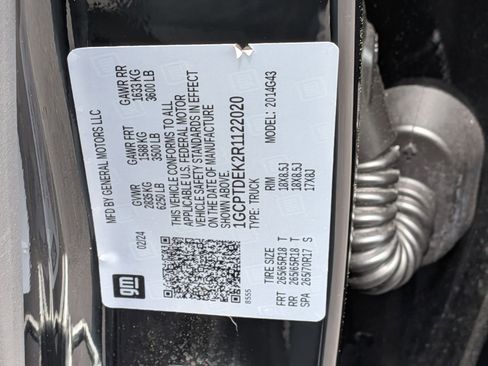 MFD BY GENERAL MOTORS LLC
02/24
GVWR
2835 KG
6250 LB
GAWR FRT
1588 KG
3500 LB
GAWR RR
1633 KG
3600 LB
THIS VEHICLE CONFORMS TO ALL
APPLICABLE U.S. FEDERAL MOTOR
VEHICLE SAFETY STANDARDS IN EFFECT
ON THE DATE OF MANUFACTURE
SHOWN ABOVE.
1GCPTDEK2R1122020
TYPE: TRUCK
MODEL: 2014G43
TIRE SIZE
RIM
FRT 265/65R18 T 18X8.5J
RR 265/65R18 T 18X8.5J
SPA 265/70R17 S 17X8J
gm
8555